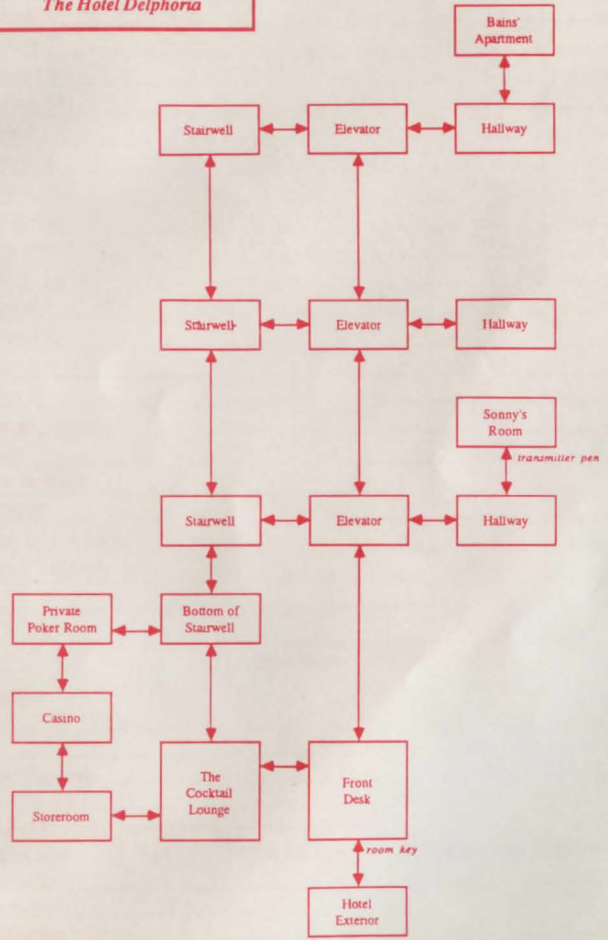 The Hotel Delphoria
Bains'
Apartment
Stairwell
Elevator
Hallway
Stairwell
Elevator
Hallway
Sonny's
Room
transmitter pen
Stairwell
Elevator
Hallway
Private
Poker Room
Bottom of
Stairwell
Casino
The
Cocktail
Lounge
Front
Desk
Storeroom
room key
Hotel
Exterior